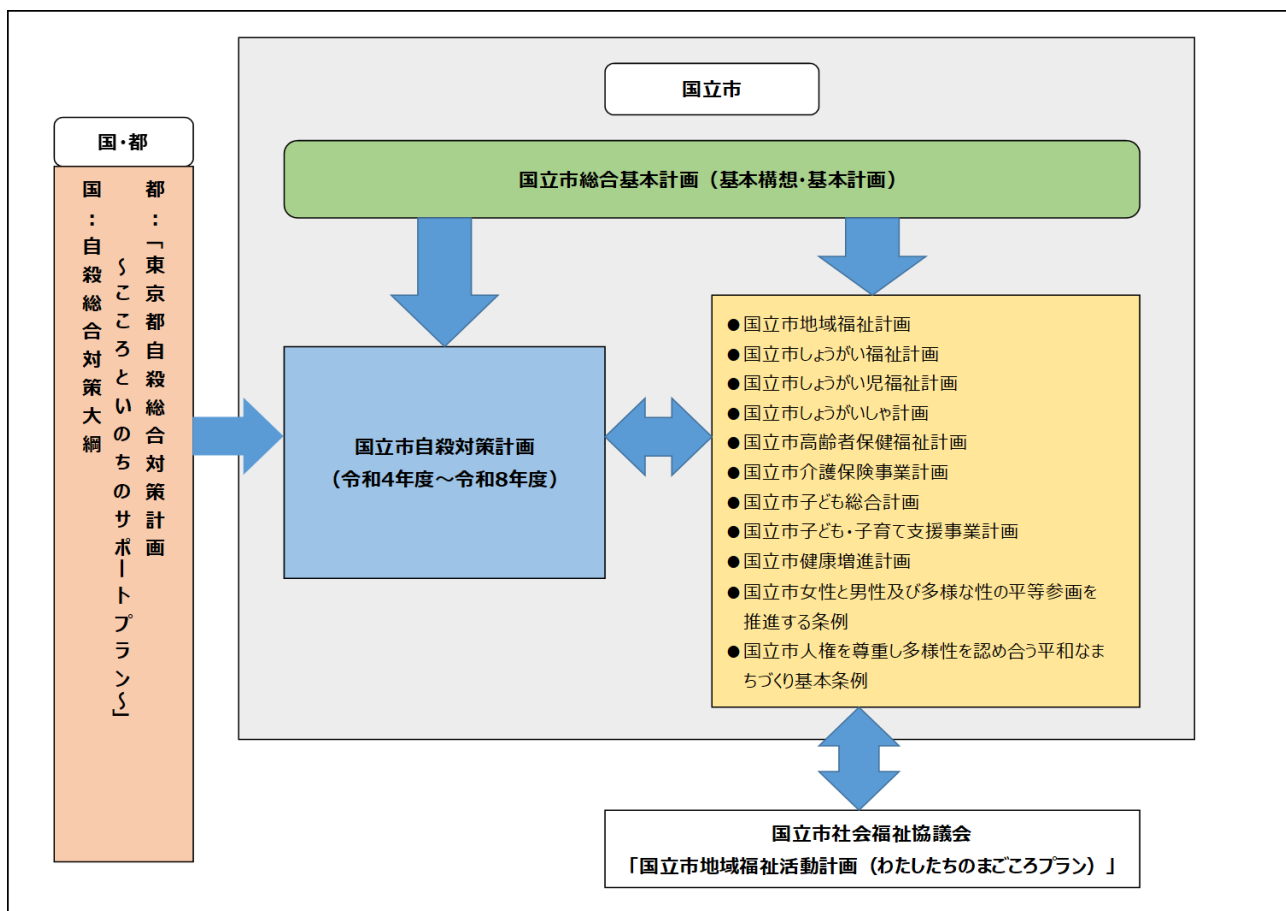 国立市
国・都
都:「東京都自殺総合対策計画
～こころといのちのサポートプラン～」
国:自殺総合対策大綱
国立市総合基本計画（基本構想・基本計画）
国立市自殺対策計画
（令和4年度～令和8年度）
●国立市地域福祉計画
●国立市しょうがい福祉計画
●国立市しょうがい児福祉計画
●国立市しょうがいしゃ計画
●国立市高齢者保健福祉計画
●国立市介護保険事業計画
●国立市子ども総合計画
●国立市子ども・子育て支援事業計画
●国立市健康増進計画
●国立市女性と男性及び多様な性の平等参画を
推進する条例
●国立市人権を尊重し多様性を認め合う平和なま
ちづくり基本条例
国立市社会福祉協議会
「国立市地域福祉活動計画（わたしたちのまごころプラン）」